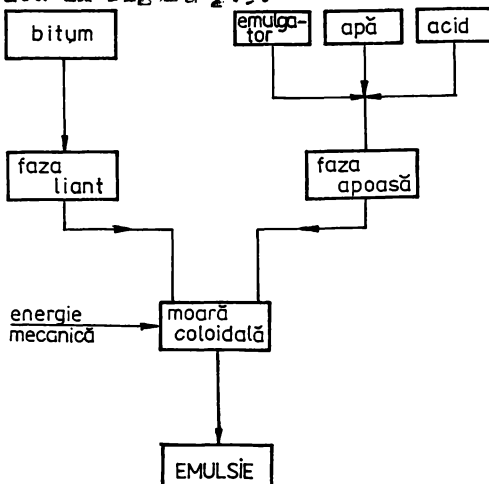 bitum
emulga-
tor
apă
acid
faza
liant
faza
apoasă
energie
mecanică
moară
coloidală
EMULSIE